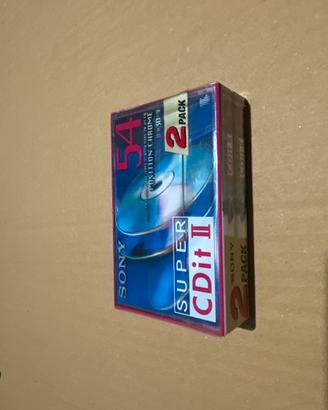 SONY
SUPER
CDit II
54
POSITION CHROME
2 PACK
SONY
2 PACK